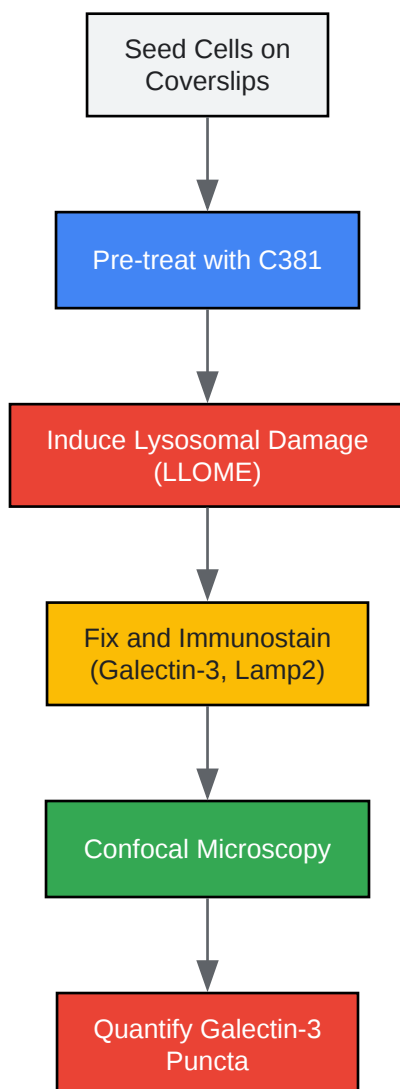 Seed Cells on
Coverslips
Pre-treat with C381
Induce Lysosomal Damage
(LLOME)
Fix and Immunostain
(Galectin-3, Lamp2)
Confocal Microscopy
Quantify Galectin-3
Puncta